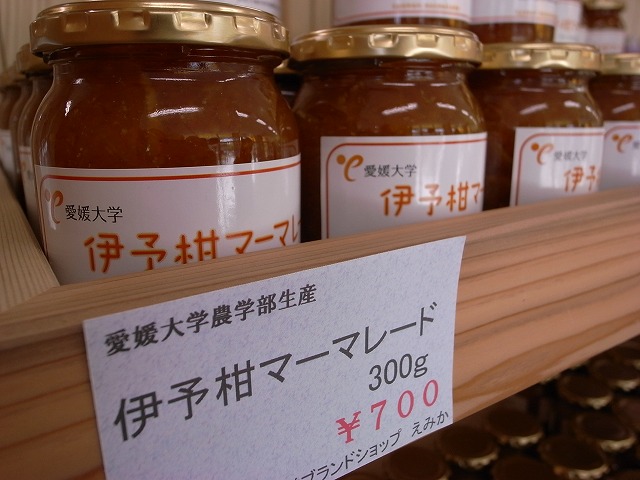 愛媛大学
伊予柑マーマレ
愛媛大学
伊予柑マー
愛媛大学
伊予
愛媛大学農学部生産
伊予柑マーマレード
300g
￥700
ブランドショップ えみか